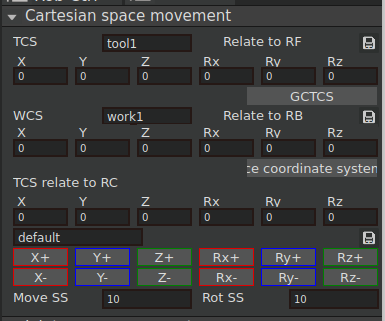 Cartesian space movement
TCS tool1 Relate to RF
X Y Z Rx Ry Rz
0 0 0 0 0 0
GCTCS
WCS work1 Relate to RB
X Y Z Rx Ry Rz
0 0 0 0 0 0
ce coordinate system
TCS relate to RC
X Y Z Rx Ry Rz
0 0 0 0 0 0
default
X+ Y+ Z+ Rx+ Ry+ Rz+
X- Y- Z- Rx- Ry- Rz-
Move SS 10 Rot SS 10